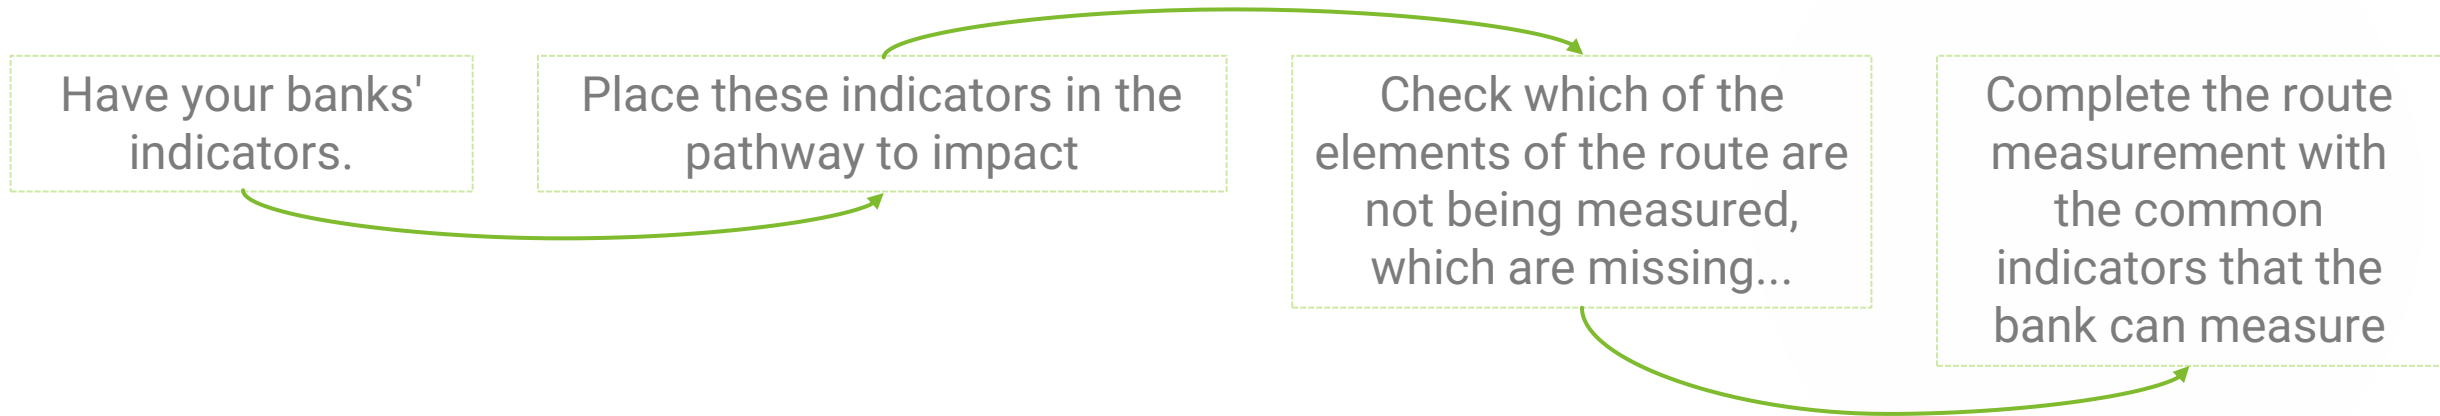 Have your banks'
indicators.
Place these indicators in the
pathway to impact
Check which of the
elements of the route are
not being measured,
which are missing...
Complete the route
measurement with
the common
indicators that the
bank can measure